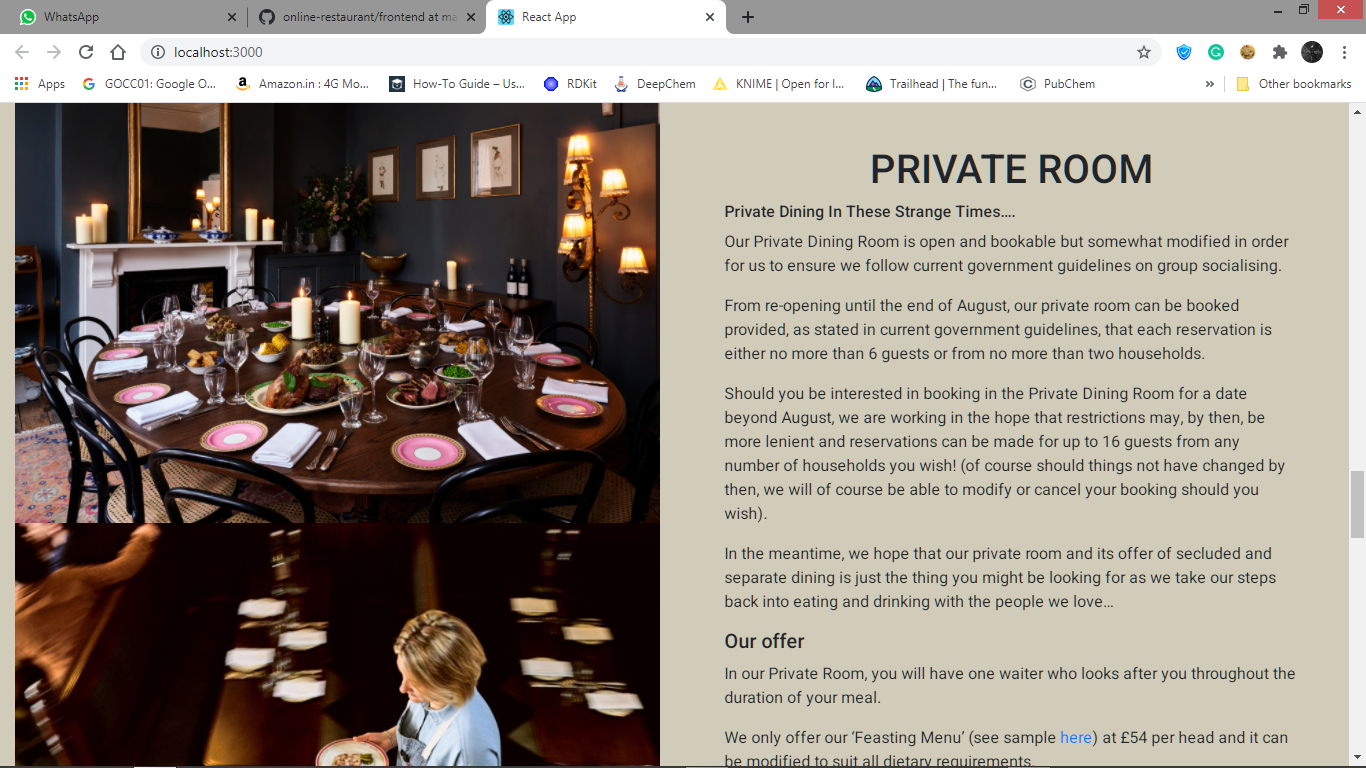 WhatsApp
online-restaurant/frontend at ma
React App
localhost:3000
Apps
GOCC01: Google O...
Amazon.in : 4G Mo...
How-To Guide – Us...
RDKit
DeepChem
KNIME | Open for I...
Trailhead | The fun...
PubChem
»
Other bookmarks
PRIVATE ROOM
Private Dining In These Strange Times....
Our Private Dining Room is open and bookable but somewhat modified in order
for us to ensure we follow current government guidelines on group socialising.
From re-opening until the end of August, our private room can be booked
provided, as stated in current government guidelines, that each reservation is
either no more than 6 guests or from no more than two households.
Should you be interested in booking in the Private Dining Room for a date
beyond August, we are working in the hope that restrictions may, by then, be
more lenient and reservations can be made for up to 16 guests from any
number of households you wish! (of course should things not have changed by
then, we will of course be able to modify or cancel your booking should you
wish).
In the meantime, we hope that our private room and its offer of secluded and
separate dining is just the thing you might be looking for as we take our steps
back into eating and drinking with the people we love…
Our offer
In our Private Room, you will have one waiter who looks after you throughout the
duration of your meal.
We only offer our ‘Feasting Menu’ (see sample here) at £54 per head and it can
be modified to suit all dietary requirements.